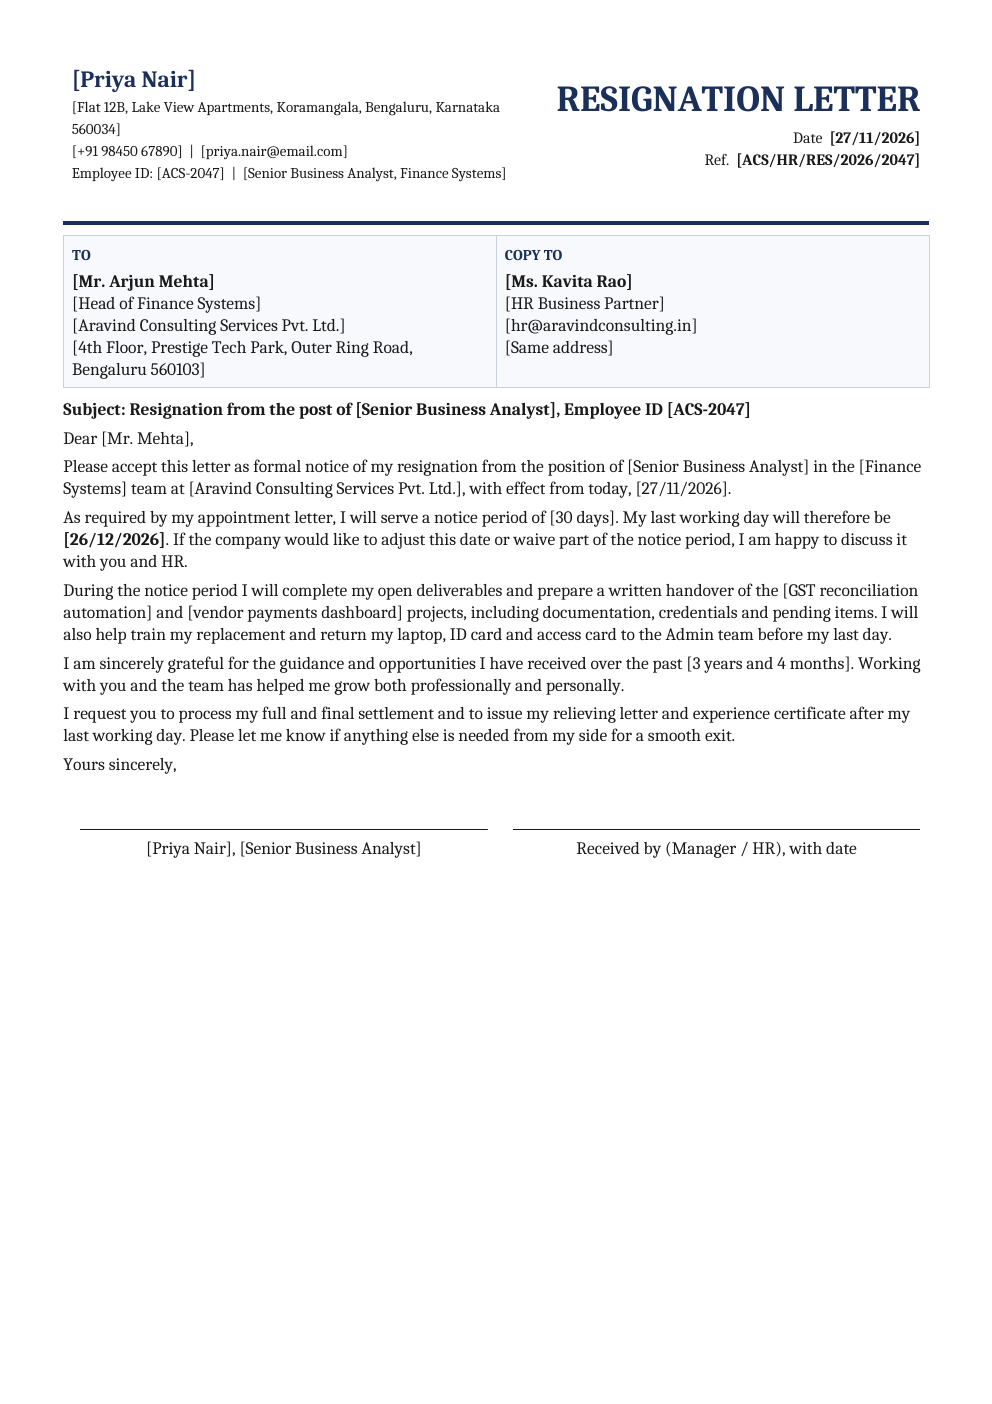 [Priya Nair]
[Flat 12B, Lake View Apartments, Koramangala, Bengaluru, Karnataka
560034]
[+91 98450 67890] | [priya.nair@email.com]
Employee ID: [ACS-2047] | [Senior Business Analyst, Finance Systems]
RESIGNATION LETTER
Date [27/11/2026]
Ref. [ACS/HR/RES/2026/2047]
TO
[Mr. Arjun Mehta]
[Head of Finance Systems]
[Aravind Consulting Services Pvt. Ltd.]
[4th Floor, Prestige Tech Park, Outer Ring Road,
Bengaluru 560103]
COPY TO
[Ms. Kavita Rao]
[HR Business Partner]
[hr@aravindconsulting.in]
[Same address]
Subject: Resignation from the post of [Senior Business Analyst], Employee ID [ACS-2047]
Dear [Mr. Mehta],
Please accept this letter as formal notice of my resignation from the position of [Senior Business Analyst] in the [Finance
Systems] team at [Aravind Consulting Services Pvt. Ltd.], with effect from today, [27/11/2026].
As required by my appointment letter, I will serve a notice period of [30 days]. My last working day will therefore be
[26/12/2026]. If the company would like to adjust this date or waive part of the notice period, I am happy to discuss it
with you and HR.
During the notice period I will complete my open deliverables and prepare a written handover of the [GST reconciliation
automation] and [vendor payments dashboard] projects, including documentation, credentials and pending items. I will
also help train my replacement and return my laptop, ID card and access card to the Admin team before my last day.
I am sincerely grateful for the guidance and opportunities I have received over the past [3 years and 4 months]. Working
with you and the team has helped me grow both professionally and personally.
I request you to process my full and final settlement and to issue my relieving letter and experience certificate after my
last working day. Please let me know if anything else is needed from my side for a smooth exit.
Yours sincerely,
[Priya Nair], [Senior Business Analyst]
Received by (Manager / HR), with date